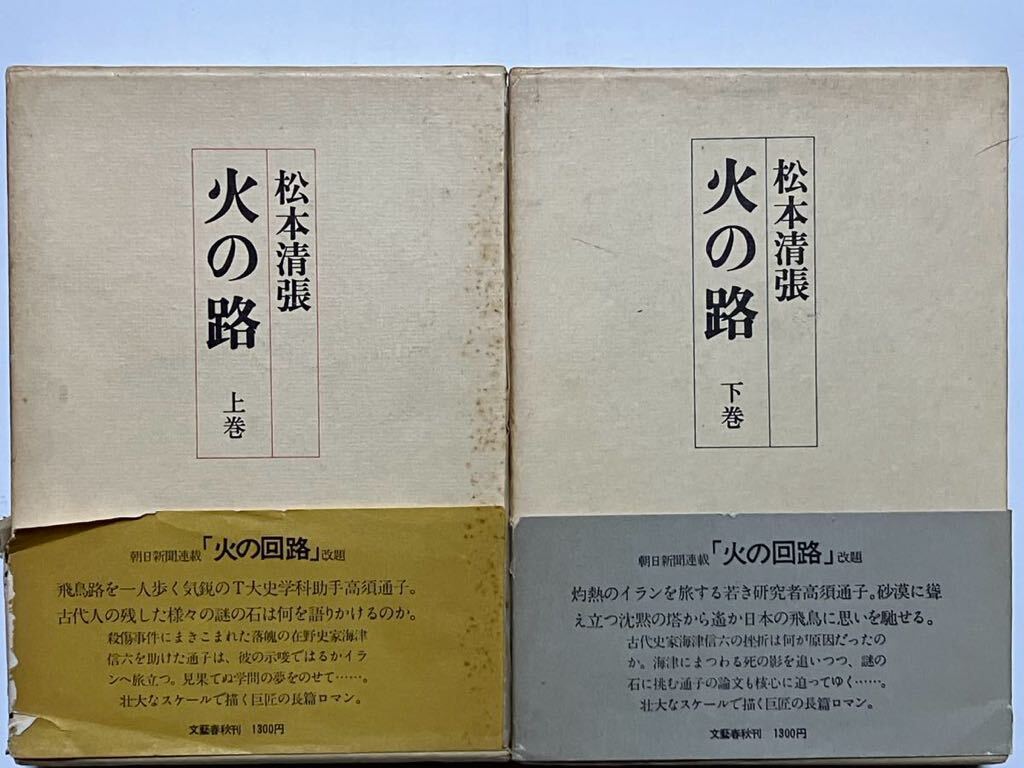 松本清張
火の路
上巻
朝日新聞連載「火の回路」改題
飛鳥路を一人歩く気鋭のT大史学科助手高須通子。
古代人の残した様々の謎の石は何を語りかけるのか。
殺傷事件にまきこまれた落魄の在野史家海津
信六を助けた通子は、彼の示唆ではるかイラ
ンへ旅立つ。見果てぬ学問の夢をのせて……。
壮大なスケールで描く巨匠の長篇ロマン。
文藝春秋刊 1300円
松本清張
火の路
下巻
朝日新聞連載「火の回路」改題
灼熱のイランを旅する若き研究者高須通子。砂漠に聳
え立つ沈黙の塔から遙か日本の飛鳥に思いを馳せる。
古代史家海津信六の挫折は何が原因だったの
か。海津にまつわる死の影を追いつつ、謎の
石に挑む通子の論文も核心に迫ってゆく……。
壮大なスケールで描く巨匠の長篇ロマン。
文藝春秋刊 1300円